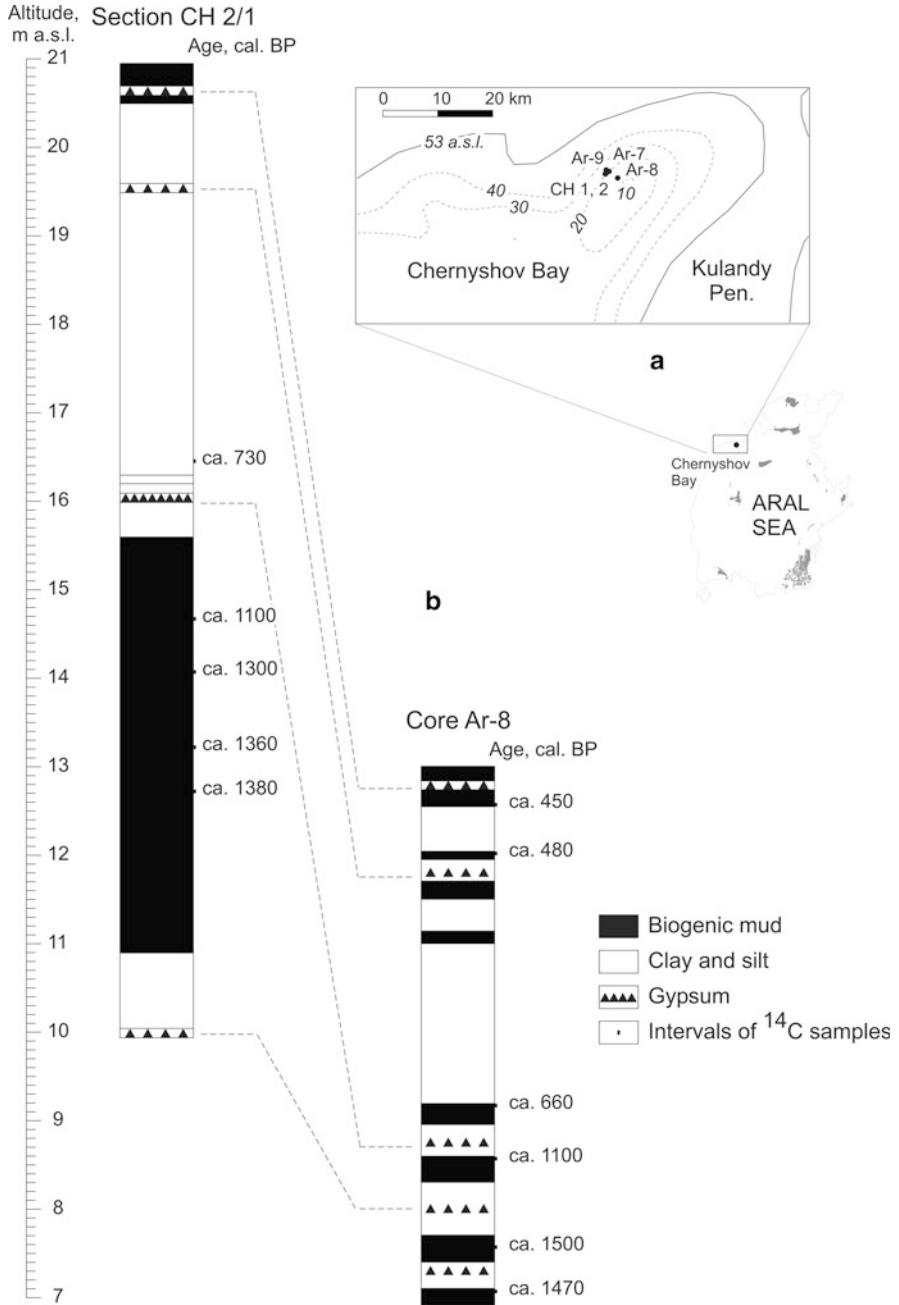 Altitude,
m a.s.l.
Section CH 2/1
Age, cal. BP
21
20
19
18
17
16
15
14
13
12
11
10
9
8
7
ca. 730
ca. 1100
ca. 1300
ca. 1360
ca. 1380
0 10 20 km
53 a.s.l.
Ar-9 Ar-7
Ar-8
CH 1, 2
10
40
30
20
Chernyshov Bay
Kulandy
Pen.
a
Chernyshov
Bay
ARAL
SEA
b
Core Ar-8
Age, cal. BP
ca. 450
ca. 480
ca. 660
ca. 1100
ca. 1500
ca. 1470
Biogenic mud
Clay and silt
Gypsum
Intervals of 14C samples